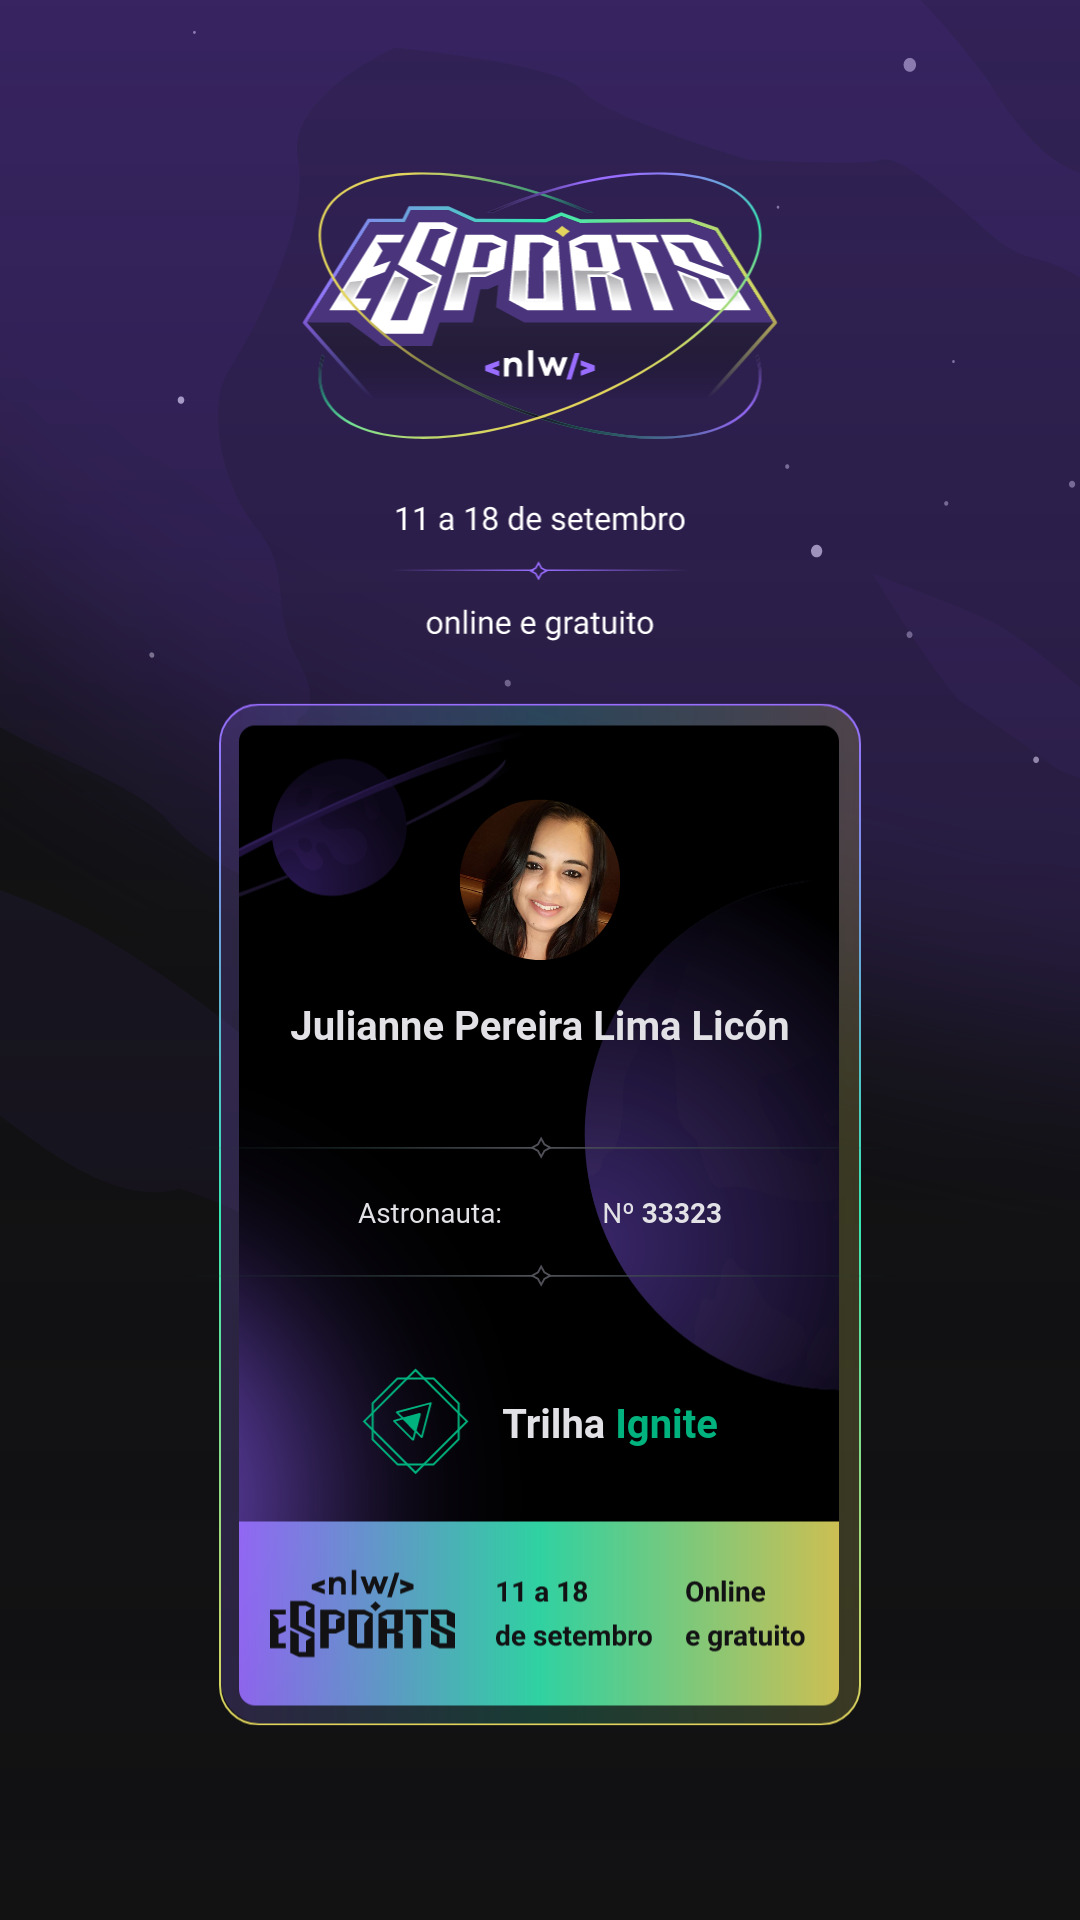 ESPORTS
<nlw/>
11 a 18 de setembro
online e gratuito
Julianne Pereira Lima Licón
Astronauta: Nº 33323
Trilha Ignite
<nlw/>
ESPORTS
11 a 18
de setembro
Online
e gratuito